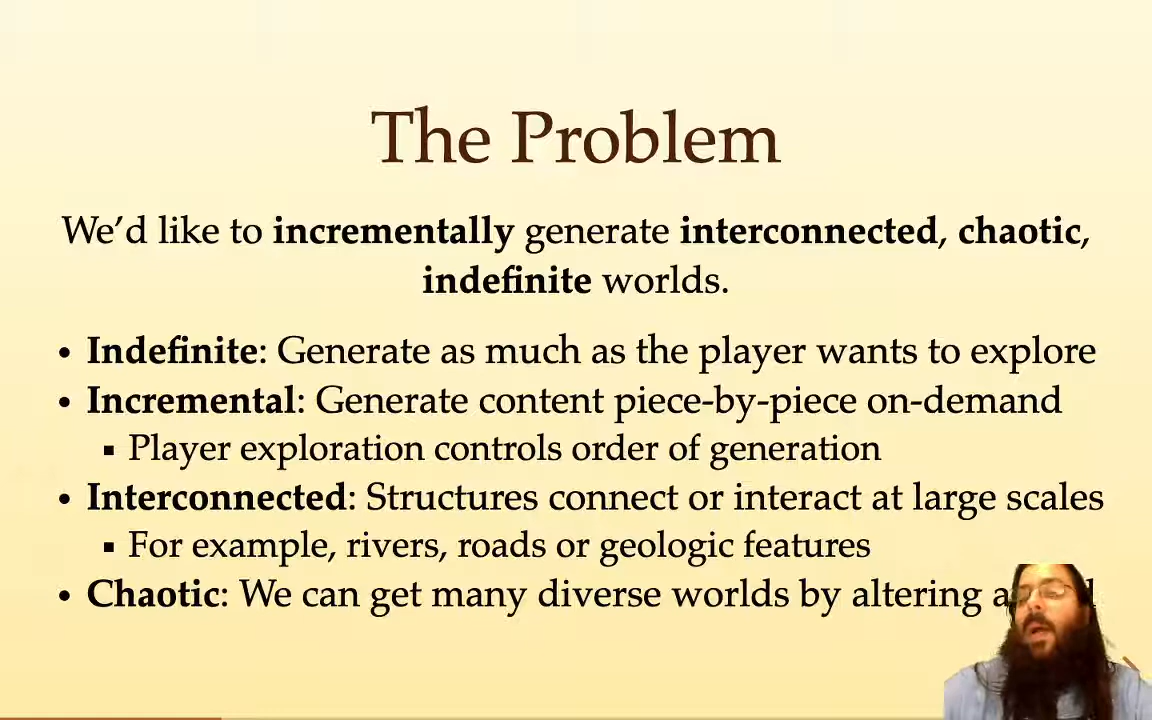 The Problem
We’d like to incrementally generate interconnected, chaotic,
indefinite worlds.
• Indefinite: Generate as much as the player wants to explore
• Incremental: Generate content piece-by-piece on-demand
▪ Player exploration controls order of generation
• Interconnected: Structures connect or interact at large scales
▪ For example, rivers, roads or geologic features
• Chaotic: We can get many diverse worlds by altering a